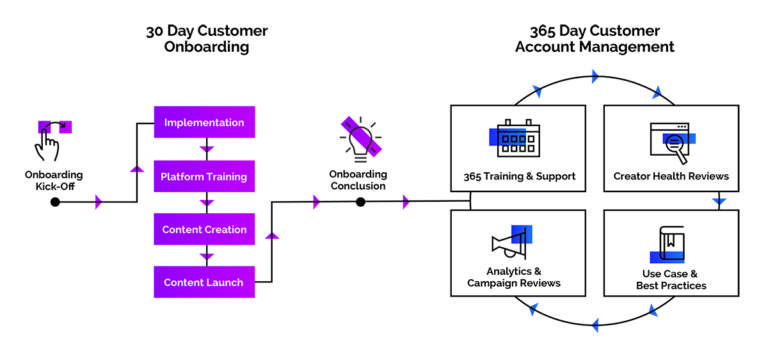 30 Day Customer
Onboarding
365 Day Customer
Account Management
Onboarding
Kick-Off
Implementation
Platform Training
Content Creation
Content Launch
Onboarding
Conclusion
365 Training & Support
Creator Health Reviews
Analytics &
Campaign Reviews
Use Case &
Best Practices